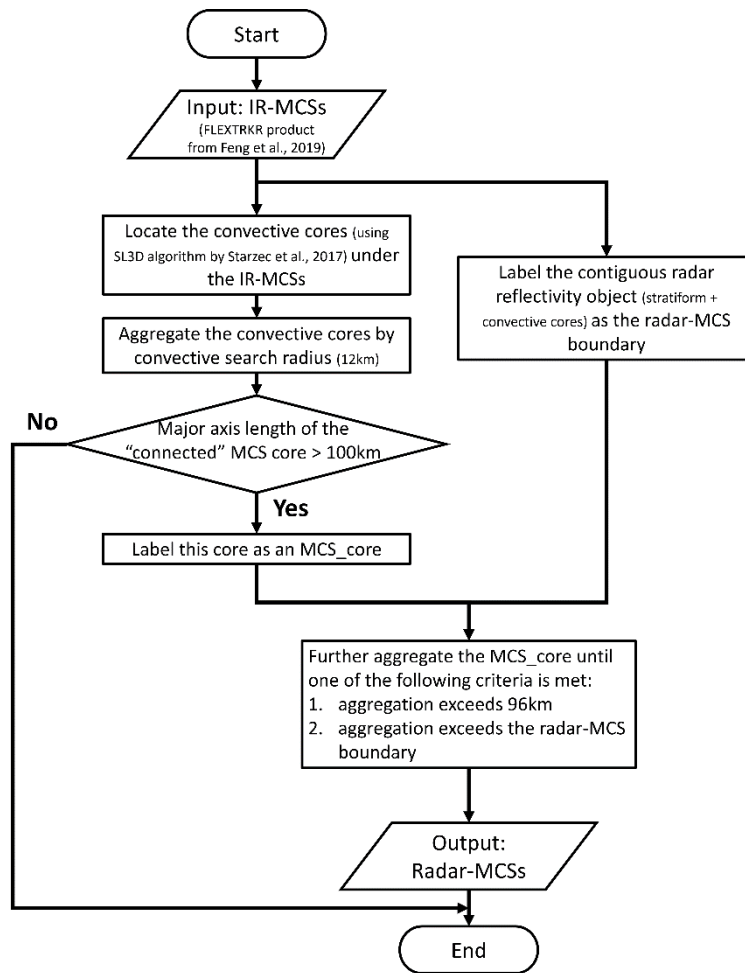 Start
Input: IR-MCSs
(FLEXTRKR product
from Feng et al., 2019)
Locate the convective cores (using
SL3D algorithm by Starzec et al., 2017) under
the IR-MCSs
Label the contiguous radar
reflectivity object (stratiform +
convective cores) as the radar-MCS
boundary
Aggregate the convective cores by
convective search radius (12km)
No
Major axis length of the
“connected” MCS core > 100km
Yes
Label this core as an MCS_core
Further aggregate the MCS_core until
one of the following criteria is met:
1. aggregation exceeds 96km
2. aggregation exceeds the radar-MCS
boundary
Output:
Radar-MCSs
End